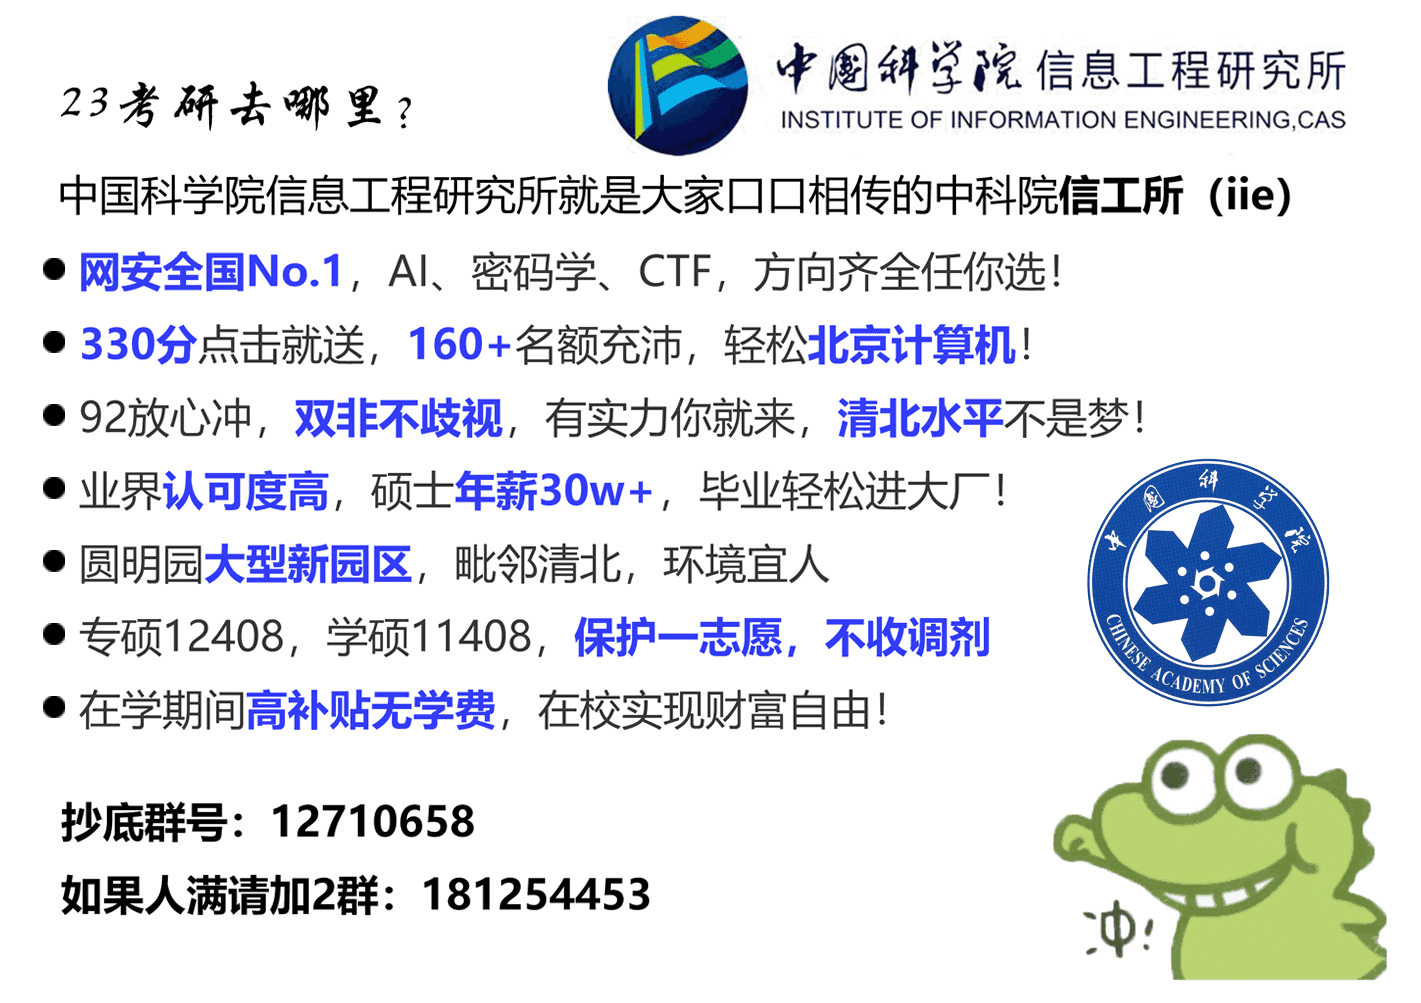 23考研去哪里?
中国科学院 信息工程研究所
INSTITUTE OF INFORMATION ENGINEERING,CAS
中国科学院信息工程研究所就是大家口口相传的中科院信工所（iie）
● 网安全国No.1，AI、密码学、CTF，方向齐全任你选！
● 330分点击就送，160+名额充沛，轻松北京计算机！
● 92放心冲，双非不歧视，有实力你就来，清北水平不是梦！
● 业界认可度高，硕士年薪30w+，毕业轻松进大厂！
● 圆明园大型新园区，毗邻清北，环境宜人
● 专硕12408，学硕11408，保护一志愿，不收调剂
● 在学期间高补贴无学费，在校实现财富自由！
中国科学院
CHINESE ACADEMY OF SCIENCES
抄底群号：12710658
如果人满请加2群：181254453
冲!